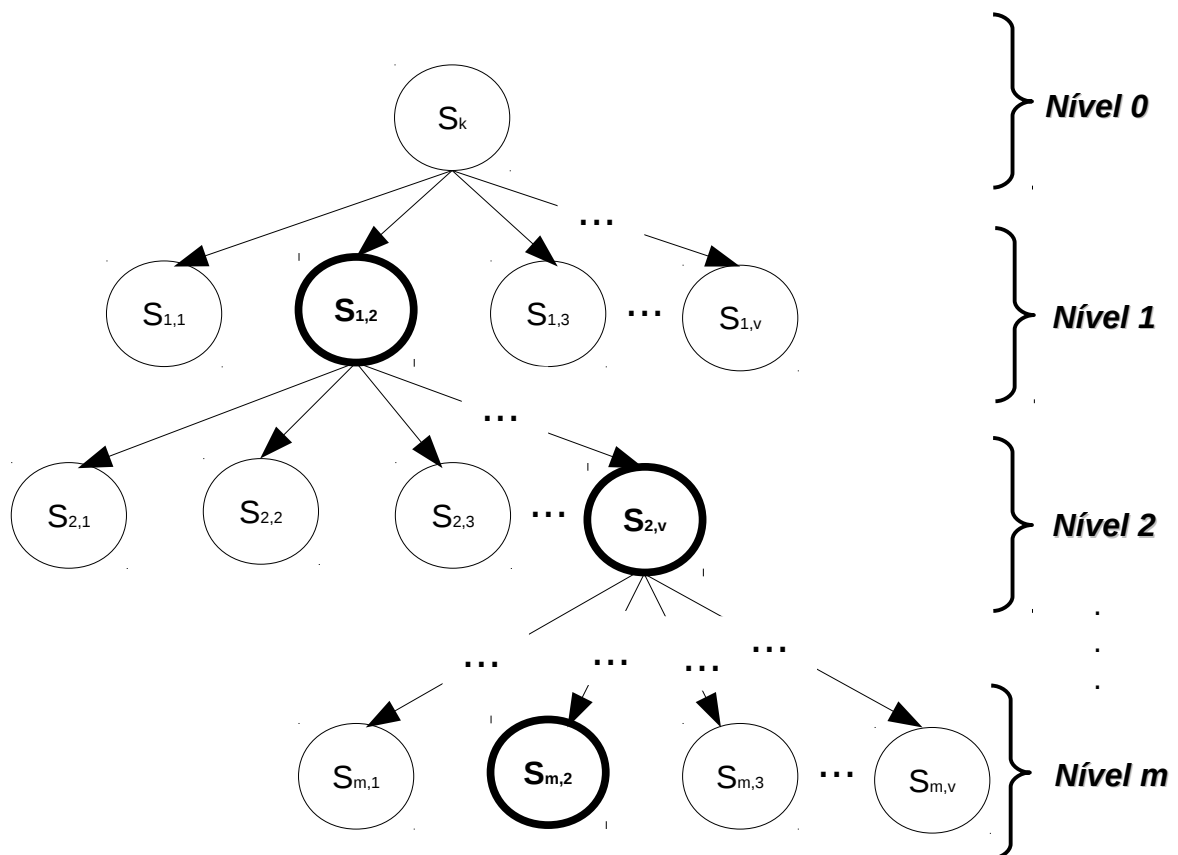 Sk
Nível 0
...
S1,1
S1,2
S1,3
...
S1,v
Nível 1
...
S2,1
S2,2
S2,3
...
S2,v
Nível 2
.
.
.
... ... ... ...
Sm,1
Sm,2
Sm,3
...
Sm,v
Nível m